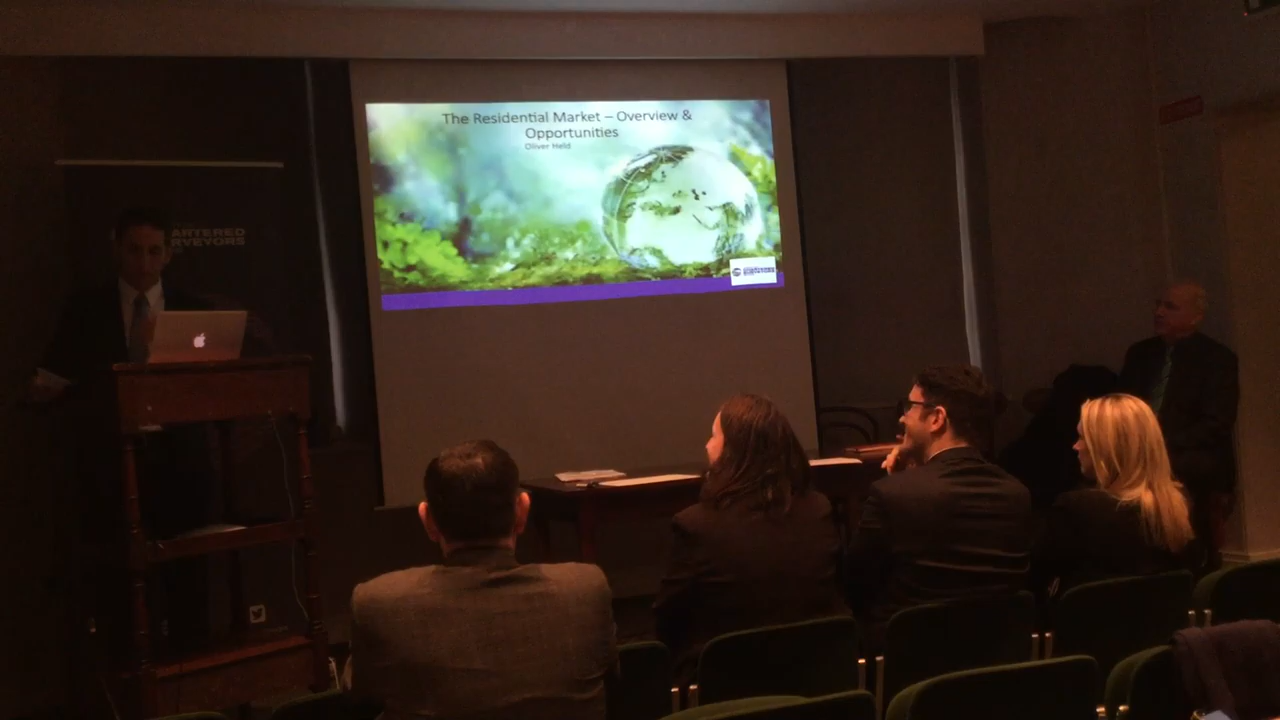 The Residential Market – Overview &
Opportunities
Oliver Held
ARTERED
RVEYORS